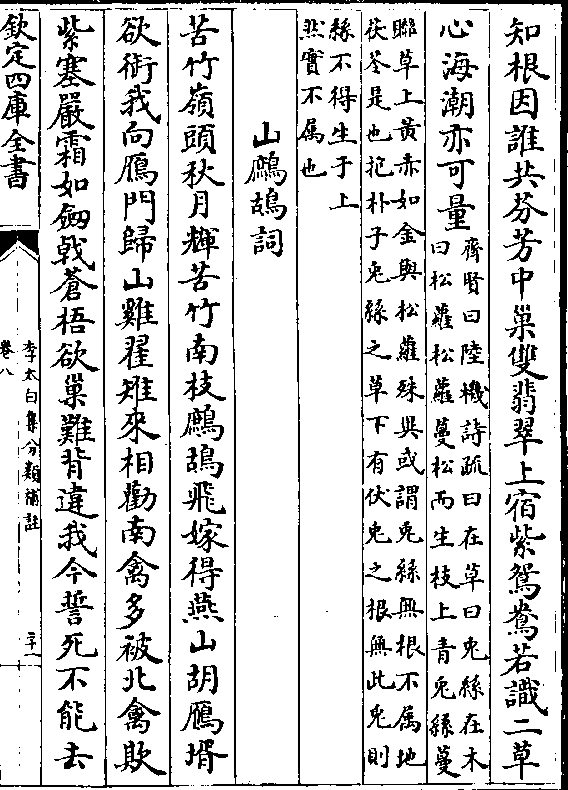 知根因誰共芬芳中巢雙翡翠上宿紫鴛鴦若識二草
心海潮亦可量
齊賢曰陸機詩疏曰在草曰兎絲在木
曰松蘿松蘿蔓松而生枝上青兎絲蔓
聯草上黄赤如金與松蘿殊異或謂兎絲無根不属地
茯苓是也抱朴子兎絲之草下有伏兎之根無此兎則
絲不得生于上
然實不属也
山鷓鴣詞
苦竹嶺頭秋月輝苦竹南枝鷓鴣飛嫁得燕山胡鴈壻
欲銜我向鴈門歸山雞翟雉來相勸南禽多被北禽欺
紫塞嚴霜如劒戟蒼梧欲巢難背違我今誓死不能去
欽定四庫全書
李太白集分類補註
卷八
二十一